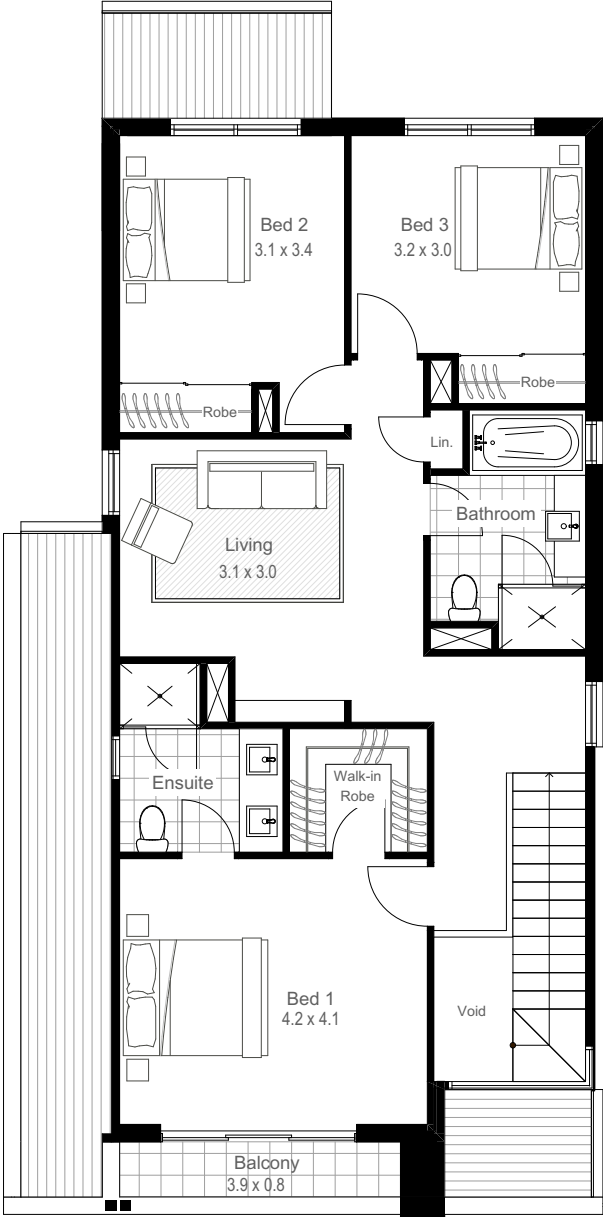 Bed 2
3.1 x 3.4
Bed 3
3.2 x 3.0
Robe
Robe
Lin.
Bathroom
Living
3.1 x 3.0
Ensuite
Walk-in
Robe
Bed 1
4.2 x 4.1
Void
Balcony
3.9 x 0.8